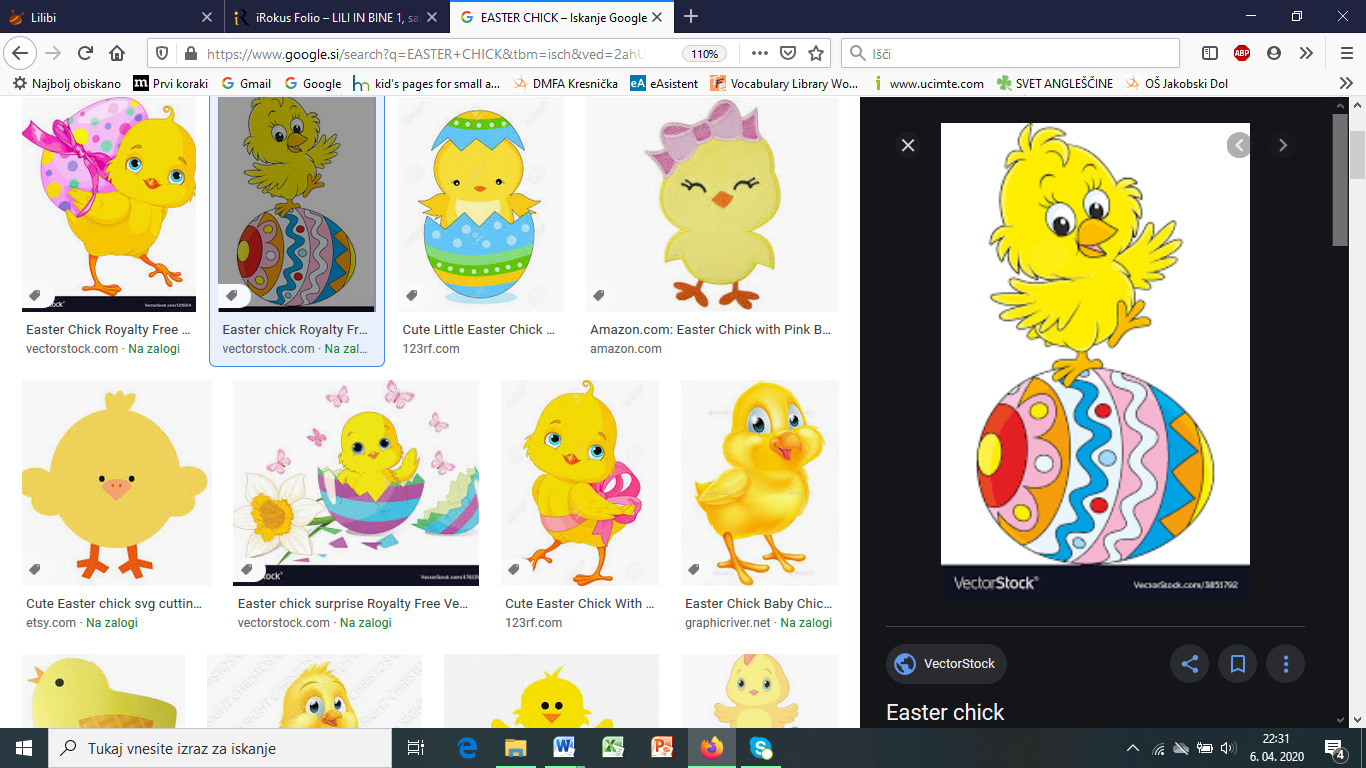 Lilibi
iRokus Folio – LILI IN BINE 1, sa
EASTER CHICK – Iskanje Google
https://www.google.si/search?q=EASTER+CHICK&tbm=isch&ved=2ahU
110%
Išči
Najbolj obiskano
Prvi koraki
Gmail
Google
kid's pages for small a...
DMFA Kresnička
eAsistent
Vocabulary Library Wo...
www.ucimte.com
SVET ANGLEŠČINE
OŠ Jakobski Dol
Easter Chick Royalty Free ...
vectorstock.com · Na zalogi
Easter chick Royalty Fr...
vectorstock.com · Na zal...
Cute Little Easter Chick ...
123rf.com
Amazon.com: Easter Chick with Pink B...
amazon.com
Cute Easter chick svg cuttin...
etsy.com · Na zalogi
Easter chick surprise Royalty Free Ve...
vectorstock.com · Na zalogi
Cute Easter Chick With ...
123rf.com
Easter Chick Baby Chic...
graphicriver.net · Na zalogi
VectorStock®
VectorStock.com/3851792
VectorStock
Easter chick
Tukaj vnesite izraz za iskanje
22:31
6. 04. 2020
4